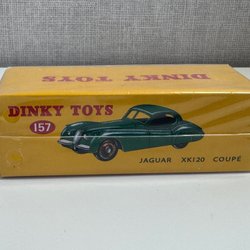 DINKY TOYS
DINKY TOYS
157
JAGUAR XK120 COUPÉ